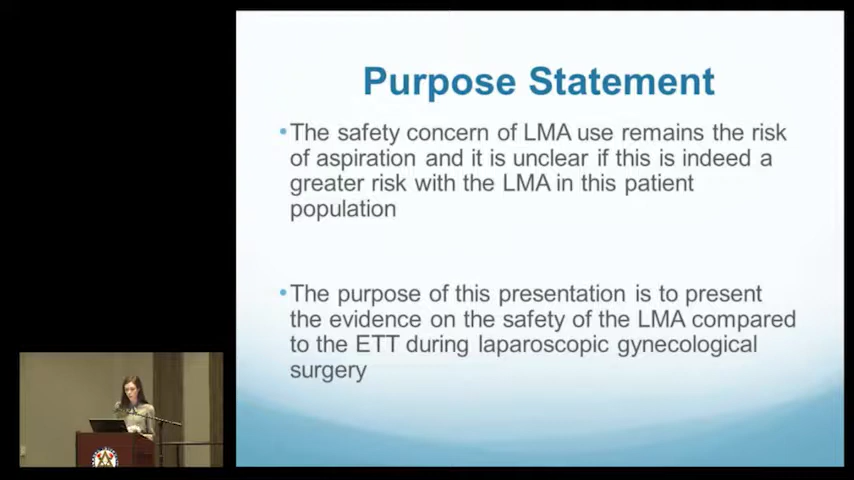 Purpose Statement
•The safety concern of LMA use remains the risk
of aspiration and it is unclear if this is indeed a
greater risk with the LMA in this patient
population
•The purpose of this presentation is to present
the evidence on the safety of the LMA compared
to the ETT during laparoscopic gynecological
surgery